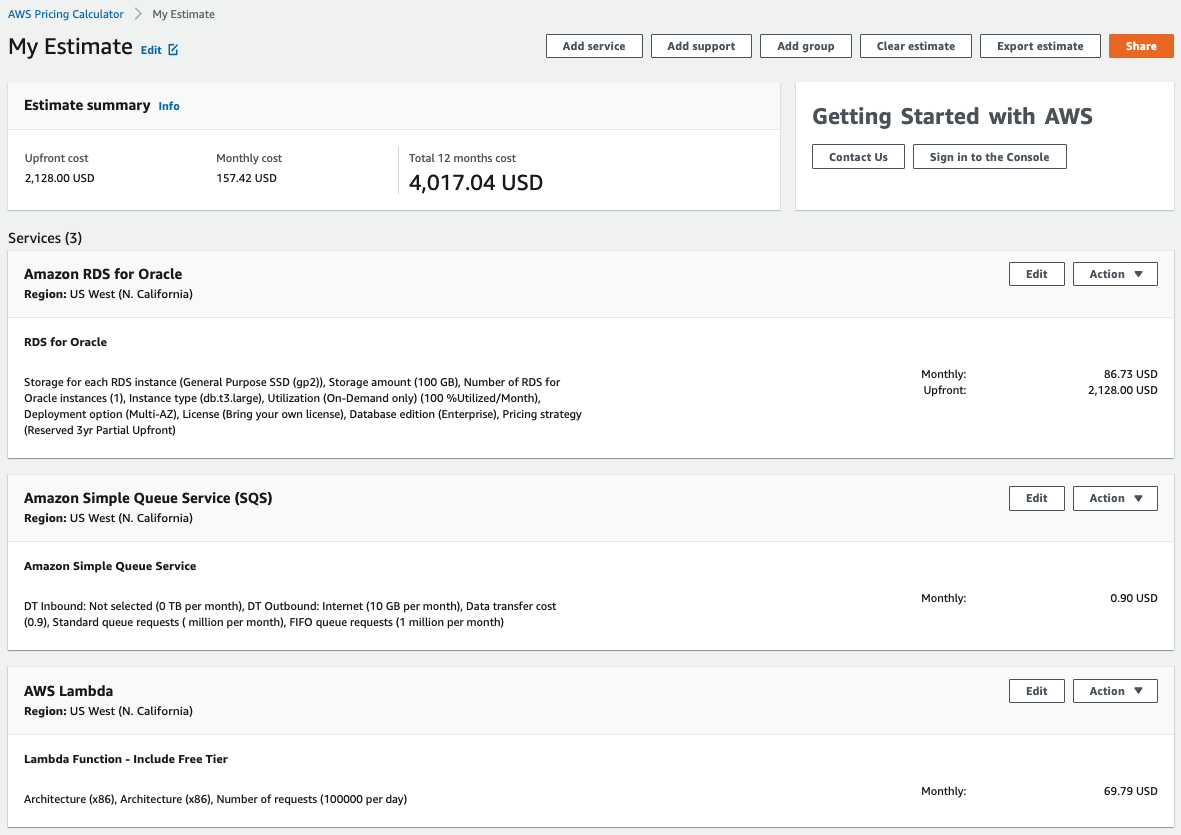 AWS Pricing Calculator > My Estimate
My Estimate Edit
Add service Add support Add group Clear estimate Export estimate Share
Estimate summary Info
Upfront cost
2,128.00 USD
Monthly cost
157.42 USD
Total 12 months cost
4,017.04 USD
Getting Started with AWS
Contact Us Sign in to the Console
Services (3)
Amazon RDS for Oracle
Region: US West (N. California)
Edit Action
RDS for Oracle
Storage for each RDS instance (General Purpose SSD (gp2)), Storage amount (100 GB), Number of RDS for
Oracle instances (1), Instance type (db.t3.large), Utilization (On-Demand only) (100 %Utilized/Month),
Deployment option (Multi-AZ), License (Bring your own license), Database edition (Enterprise), Pricing strategy
(Reserved 3yr Partial Upfront)
Monthly: 86.73 USD
Upfront: 2,128.00 USD
Amazon Simple Queue Service (SQS)
Region: US West (N. California)
Edit Action
Amazon Simple Queue Service
DT Inbound: Not selected (0 TB per month), DT Outbound: Internet (10 GB per month), Data transfer cost
(0.9), Standard queue requests ( million per month), FIFO queue requests (1 million per month)
Monthly: 0.90 USD
AWS Lambda
Region: US West (N. California)
Edit Action
Lambda Function - Include Free Tier
Architecture (x86), Architecture (x86), Number of requests (100000 per day)
Monthly: 69.79 USD